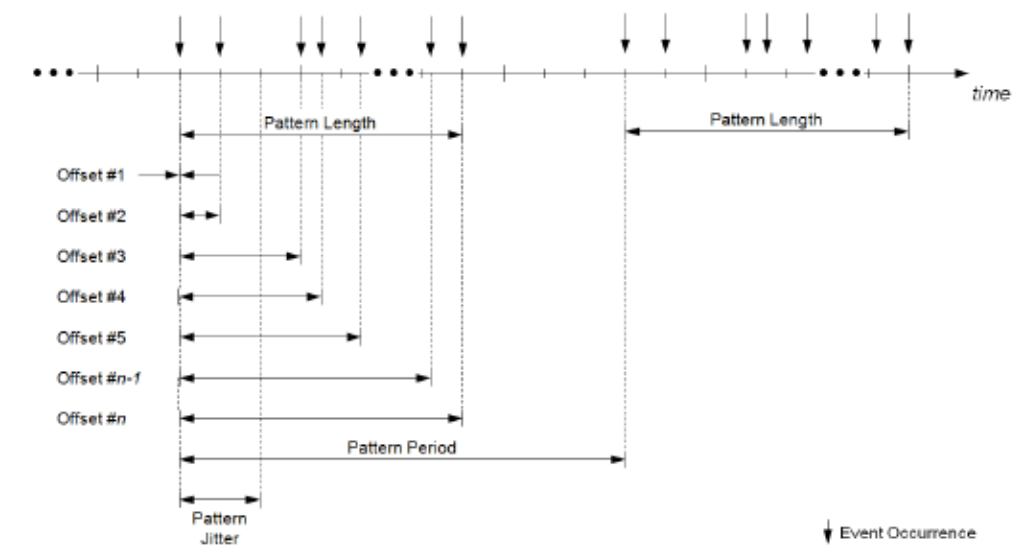 time
Pattern Length
Pattern Length
Offset #1
Offset #2
Offset #3
Offset #4
Offset #5
Offset #n-1
Offset #n
Pattern Period
Pattern
Jitter
Event Occurrence